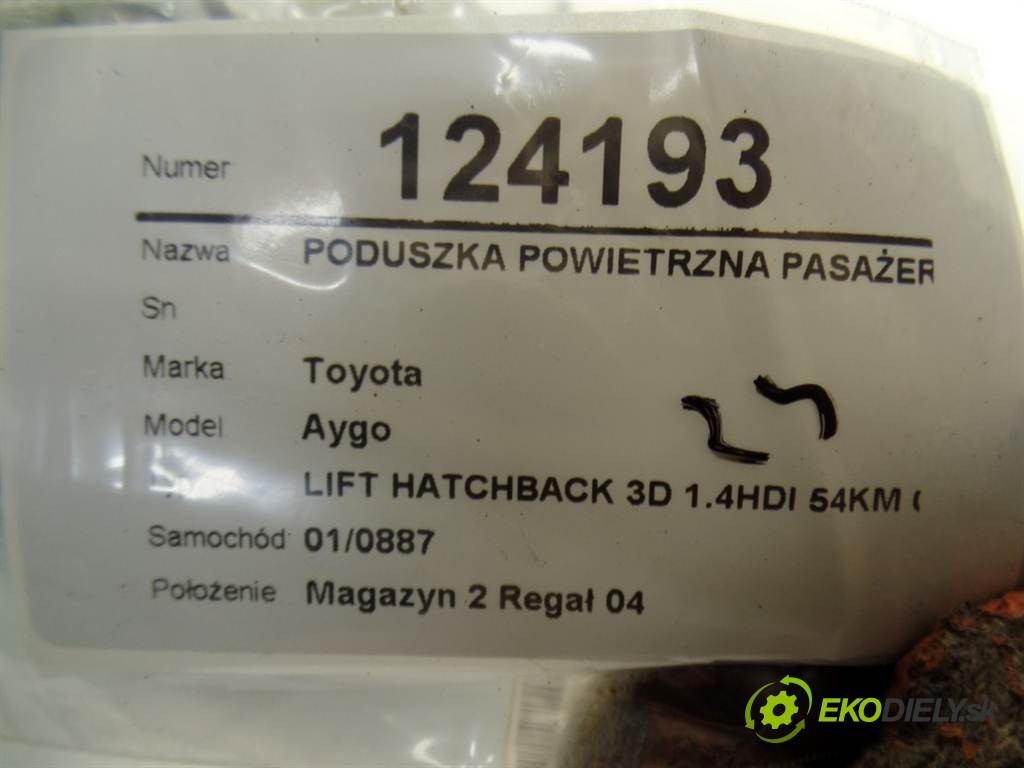 Numer 124193
Nazwa PODUSZKA POWIETRZNA PASAŻER
Sn
Marka Toyota
Model Aygo
LIFT HATCHBACK 3D 1.4HDI 54KM
Samochód 01/0887
Położenie Magazyn 2 Regał 04
EKODIELY.sk